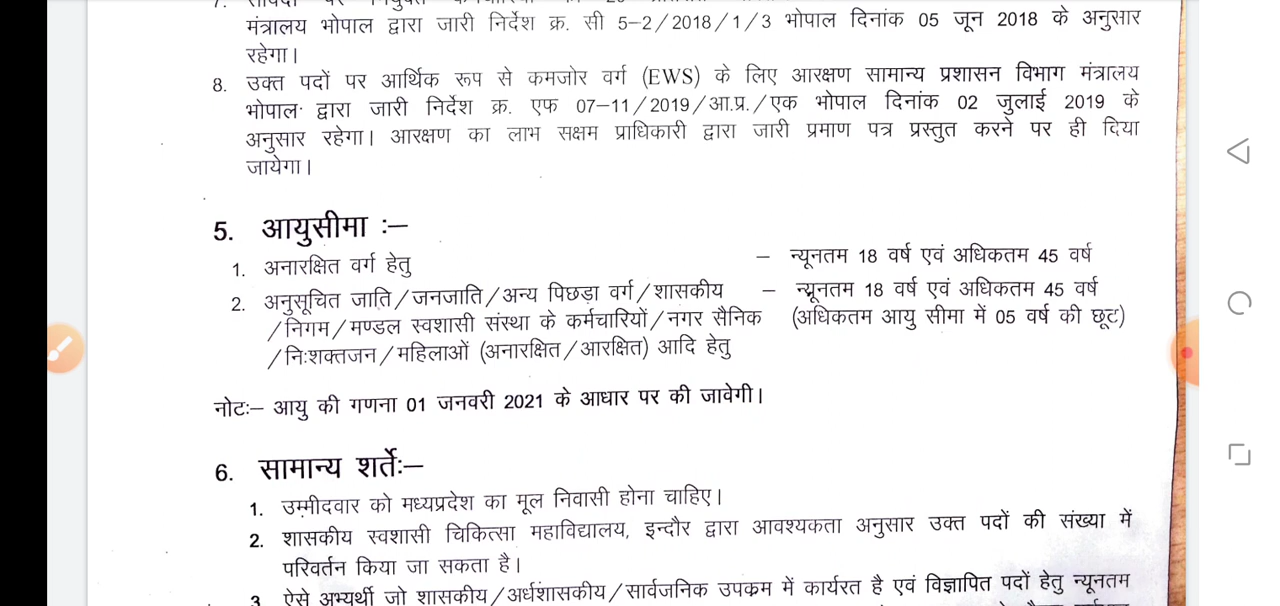 मंत्रालय भोपाल द्वारा जारी निर्देश क्र. सी 5–2/2018/1/3 भोपाल दिनांक 05 जून 2018 के अनुसार
रहेगा।
8. उक्त पदों पर आर्थिक रूप से कमजोर वर्ग (EWS) के लिए आरक्षण सामान्य प्रशासन विभाग मंत्रालय
भोपाल द्वारा जारी निर्देश क्र. एफ 07–11/2019/आ.प्र./एक भोपाल दिनांक 02 जुलाई 2019 के
अनुसार रहेगा। आरक्षण का लाभ सक्षम प्राधिकारी द्वारा जारी प्रमाण पत्र प्रस्तुत करने पर ही दिया
जायेगा।
5. आयुसीमा :–
1. अनारक्षित वर्ग हेतु – न्यूनतम 18 वर्ष एवं अधिकतम 45 वर्ष
2. अनुसूचित जाति/जनजाति/अन्य पिछड़ा वर्ग/शासकीय – न्यूनतम 18 वर्ष एवं अधिकतम 45 वर्ष
/निगम/मण्डल स्वशासी संस्था के कर्मचारियों/नगर सैनिक (अधिकतम आयु सीमा में 05 वर्ष की छूट)
/निःशक्तजन/महिलाओं (अनारक्षित/आरक्षित) आदि हेतु
नोटः– आयु की गणना 01 जनवरी 2021 के आधार पर की जावेगी।
6. सामान्य शर्तेः–
1. उम्मीदवार को मध्यप्रदेश का मूल निवासी होना चाहिए।
2. शासकीय स्वशासी चिकित्सा महाविद्यालय, इन्दौर द्वारा आवश्यकता अनुसार उक्त पदों की संख्या में
परिवर्तन किया जा सकता है।
3 ऐसे अभ्यर्थी जो शासकीय/अर्धशासकीय/सार्वजनिक उपक्रम में कार्यरत है एवं विज्ञापित पदों हेतु न्यूनतम